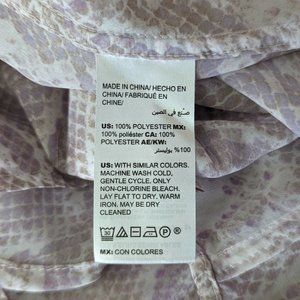 MADE IN CHINA/ HECHO EN
CHINA/ FABRIQUÉ EN
CHINE/
صنع في الصين
US: 100% POLYESTER MX:
100% poliéster CA: 100%
POLYESTER AE/KW:
100% بوليستر
US: WITH SIMILAR COLORS.
MACHINE WASH COLD,
GENTLE CYCLE. ONLY
NON-CHLORINE BLEACH.
LAY FLAT TO DRY. WARM
IRON. MAY BE DRY
CLEANED
30
MX: CON COLORES